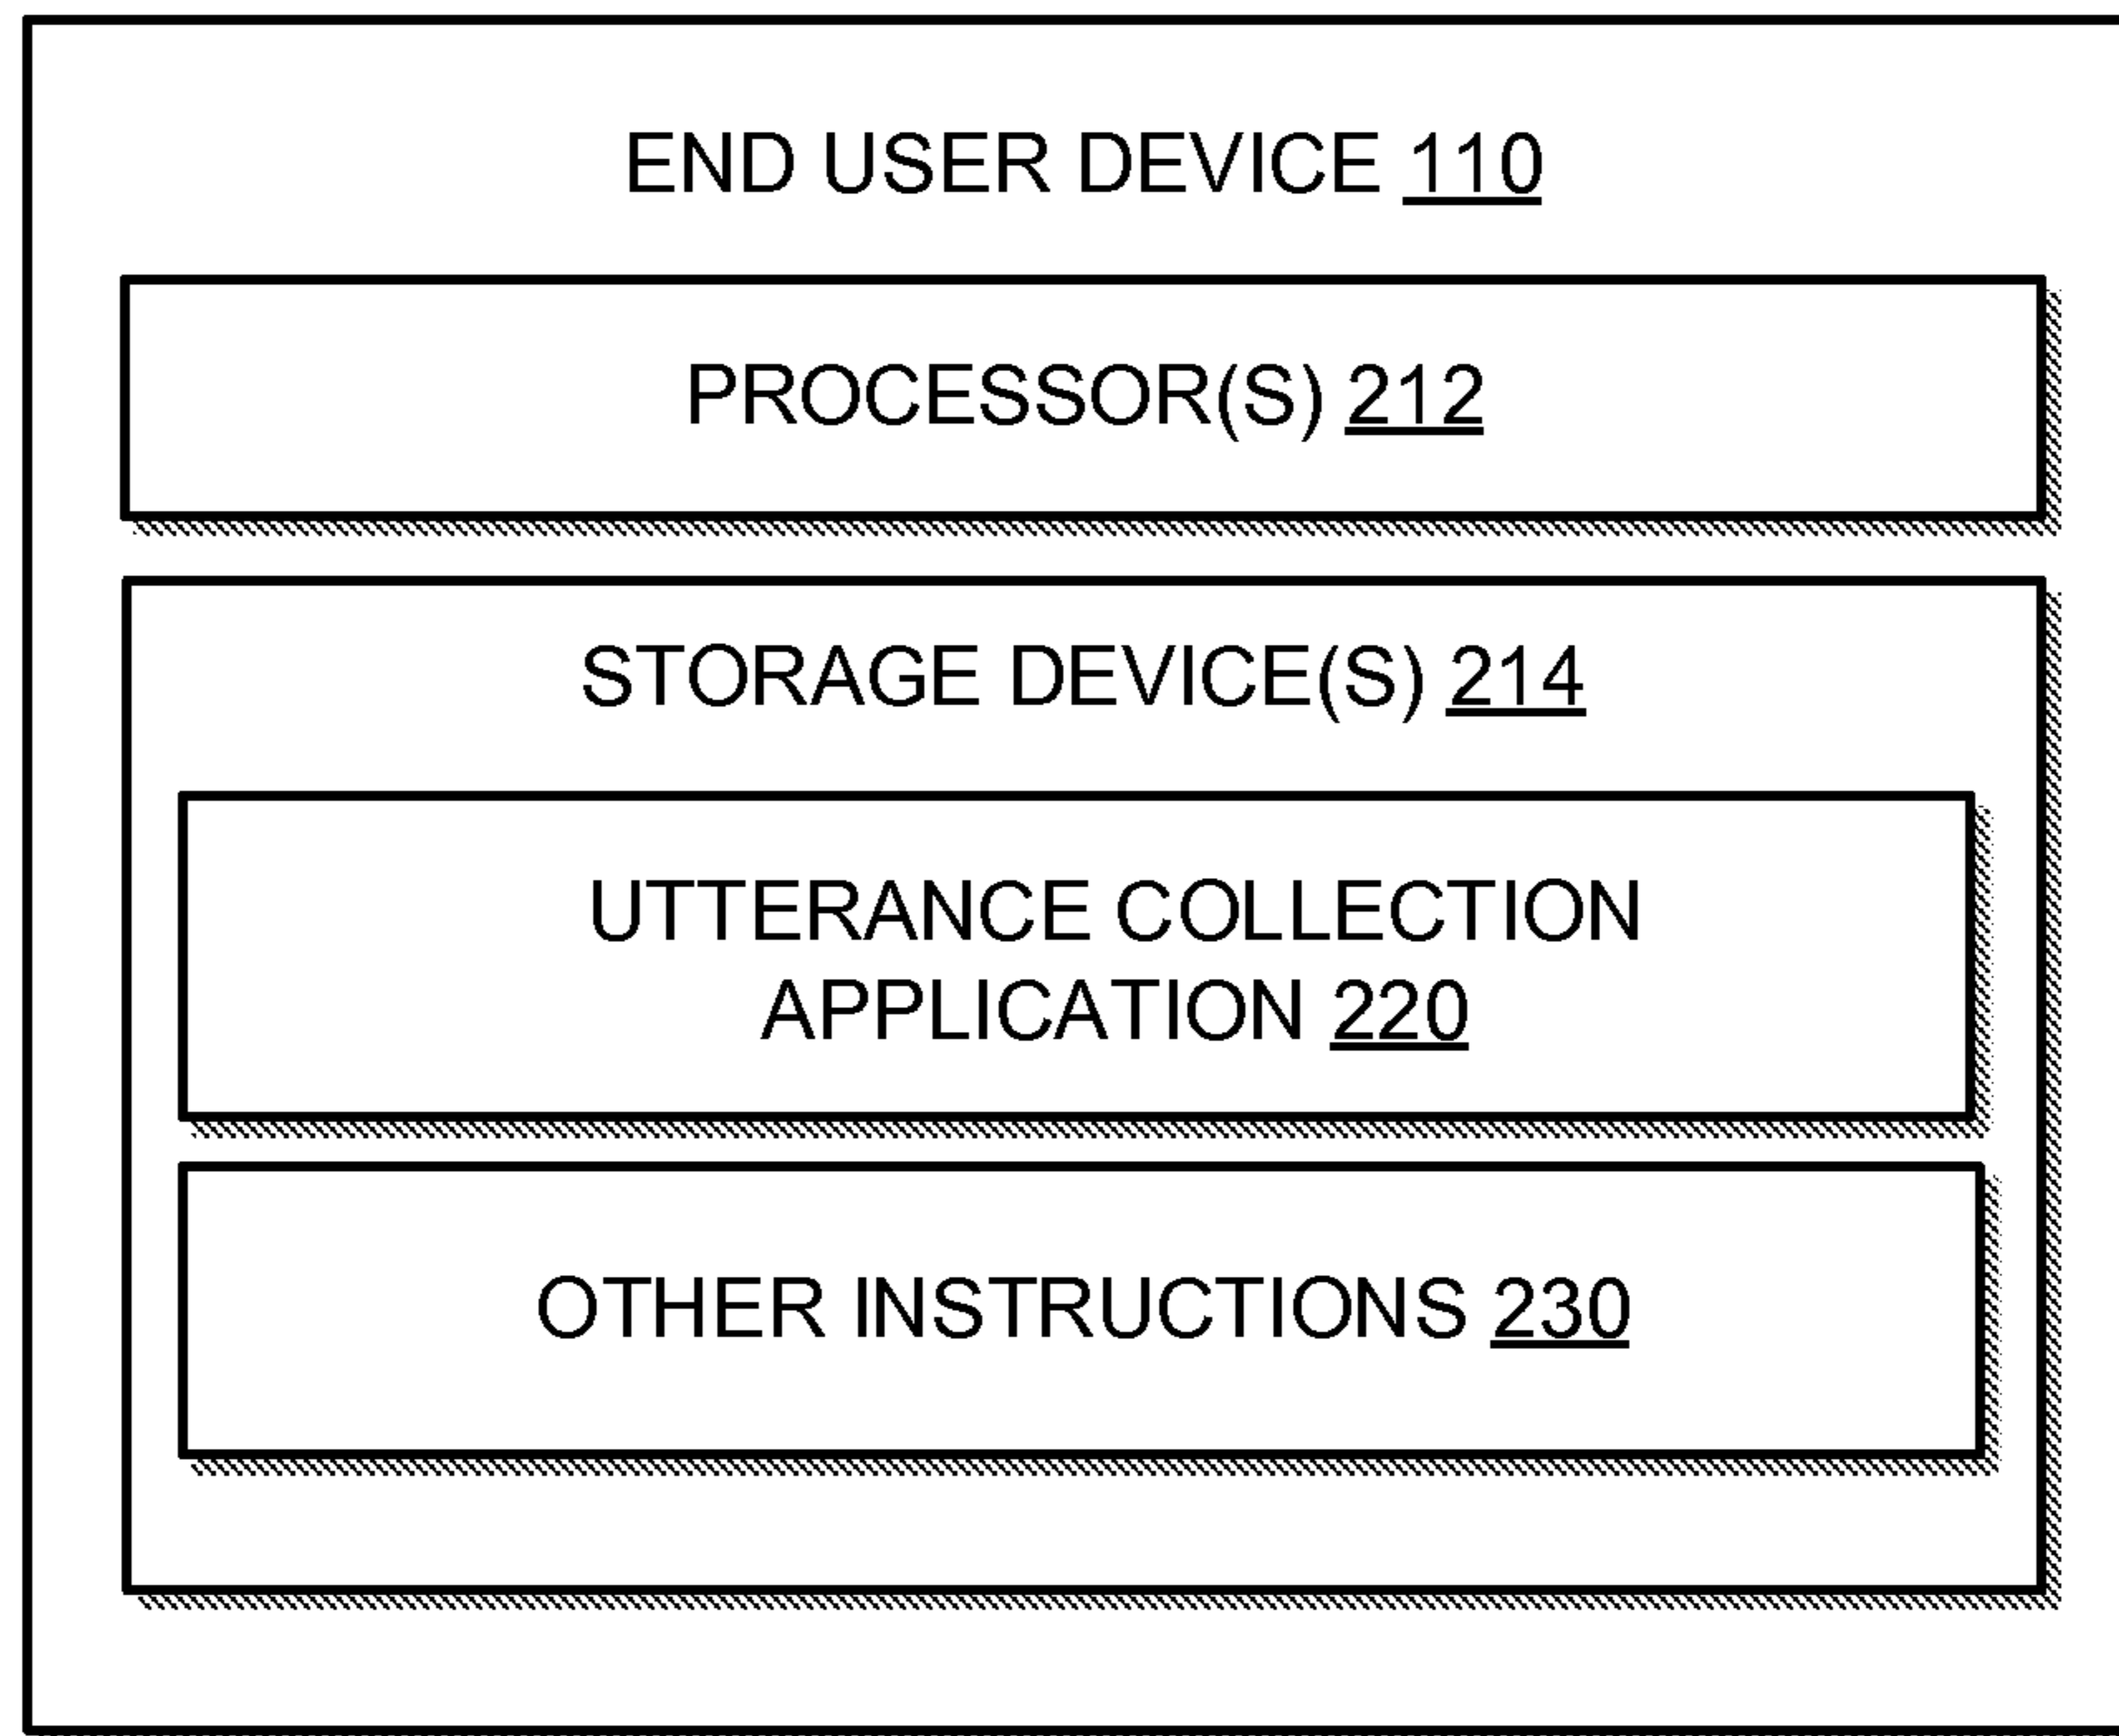 END USER DEVICE 110
PROCESSOR(S) 212
STORAGE DEVICE(S) 214
UTTERANCE COLLECTION
APPLICATION 220
OTHER INSTRUCTIONS 230